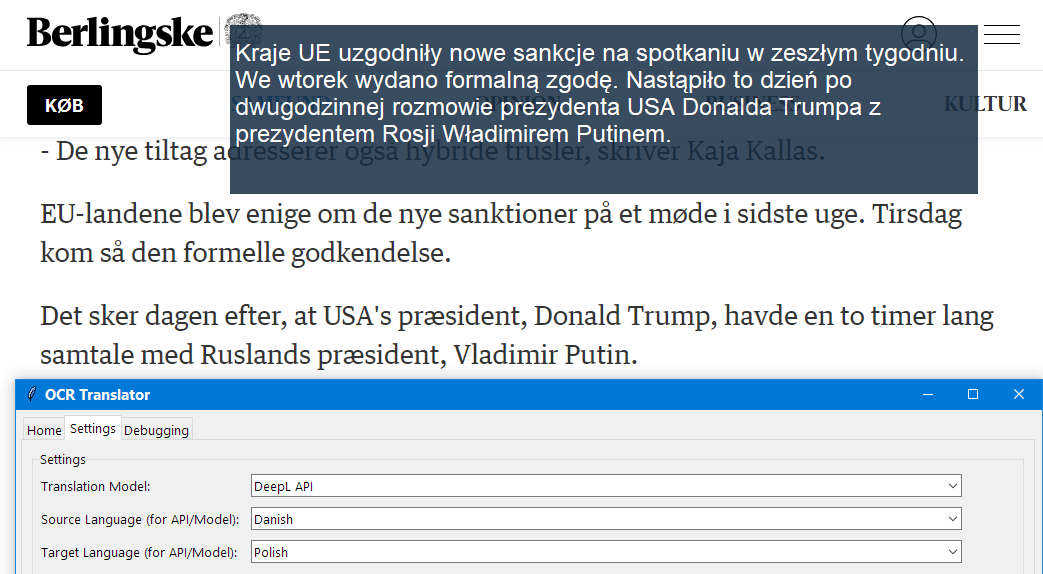 Berlingske
Kraje UE uzgodniły nowe sankcje na spotkaniu w zeszłym tygodniu.
We wtorek wydano formalną zgodę. Nastąpiło to dzień po
dwugodzinnej rozmowie prezydenta USA Donalda Trumpa z
prezydentem Rosji Władimirem Putinem.
KØB SAMFUND OPINION BUSINESS KULTUR
- De nye tiltag adresserer også hybride trusler, skriver Kaja Kallas.
EU-landene blev enige om de nye sanktioner på et møde i sidste uge. Tirsdag
kom så den formelle godkendelse.
Det sker dagen efter, at USA's præsident, Donald Trump, havde en to timer lang
samtale med Ruslands præsident, Vladimir Putin.
OCR Translator
Home Settings Debugging
Settings
Translation Model: DeepL API
Source Language (for API/Model): Danish
Target Language (for API/Model): Polish